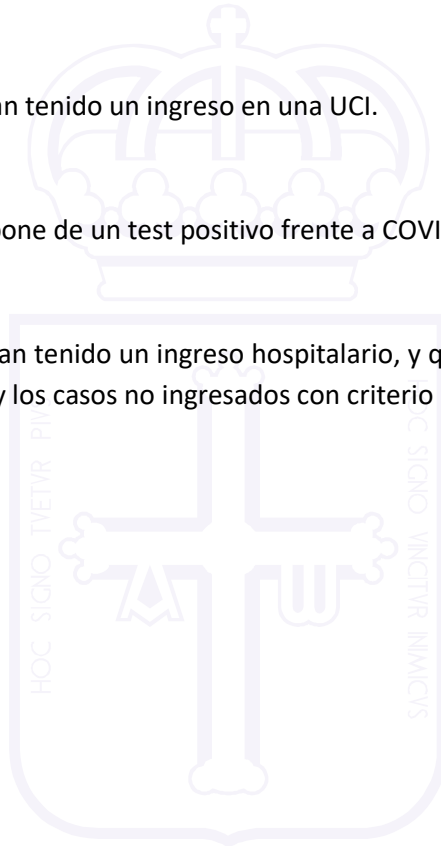 an tenido un ingreso en una UCI.
one de un test positivo frente a COVI
an tenido un ingreso hospitalario, y q
y los casos no ingresados con criterio
HOC SIGNO TVETVR PIV
HOC SIGNO VINCITVR INIMICVS